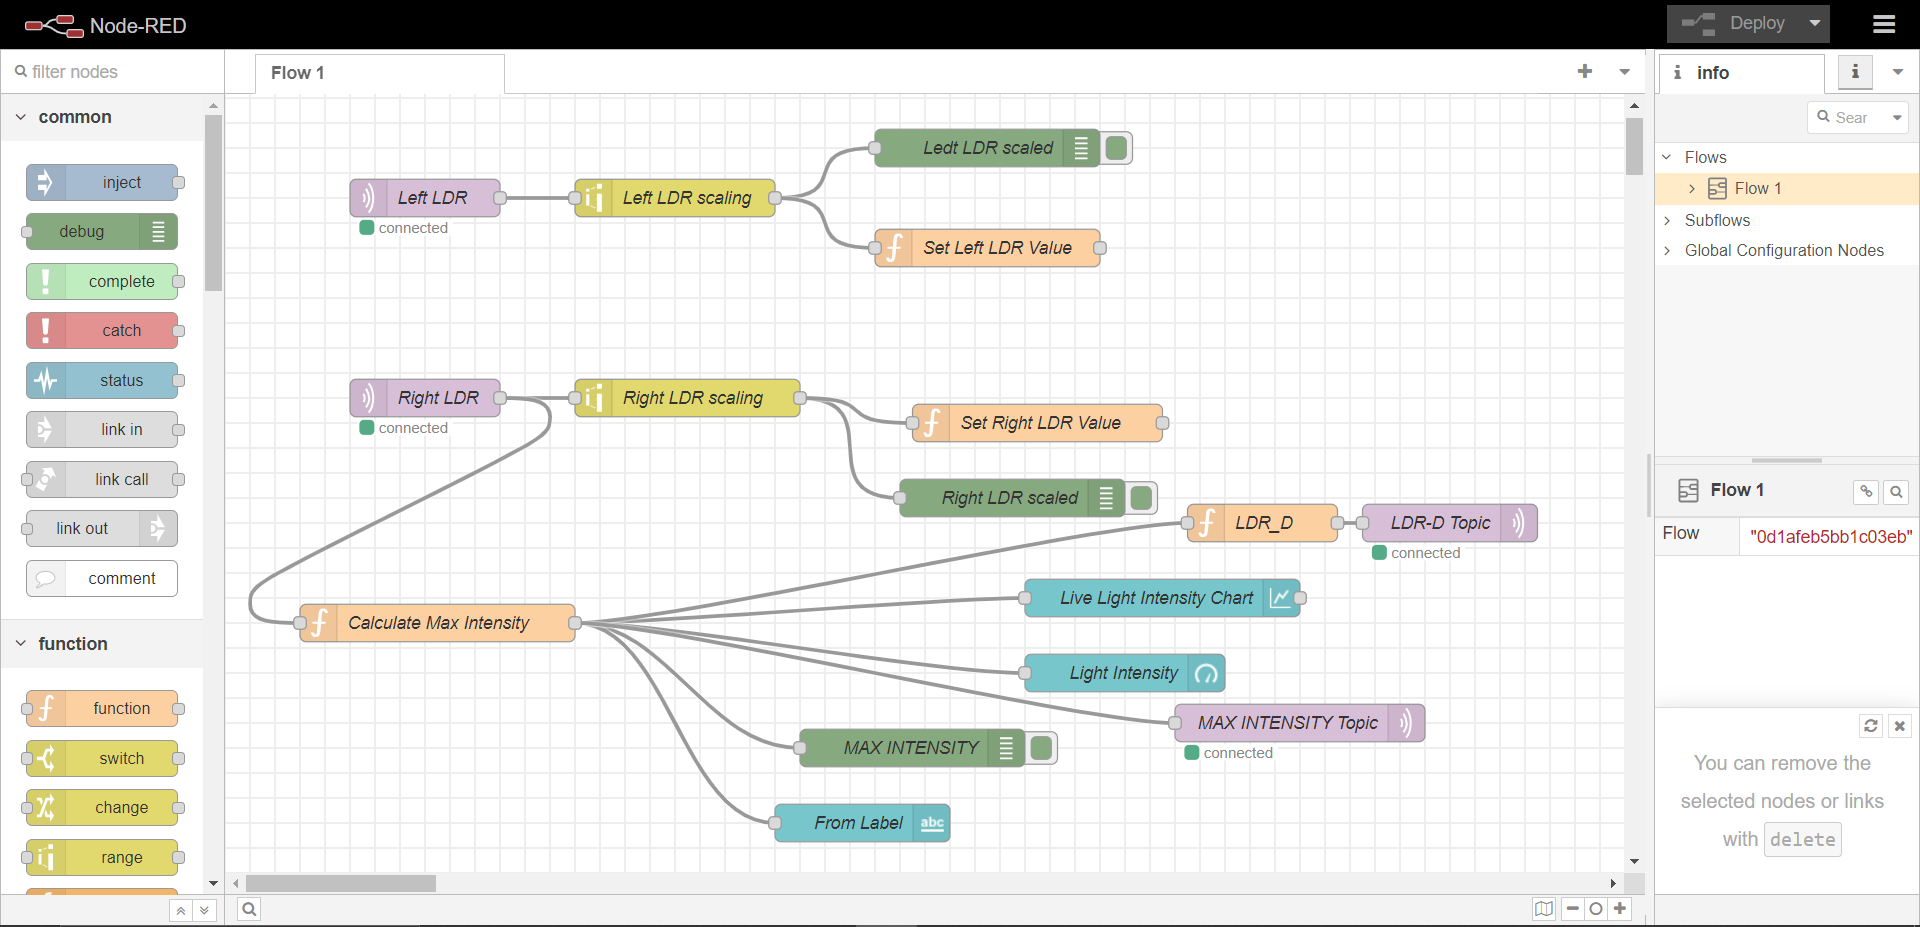 Node-RED
Deploy
filter nodes
Flow 1
info
common
Sear
inject
debug
complete
catch
status
link in
link call
link out
comment
function
function
switch
change
range
Left LDR
connected
Left LDR scaling
Ledt LDR scaled
Set Left LDR Value
Right LDR
connected
Right LDR scaling
Set Right LDR Value
Right LDR scaled
LDR_D
LDR-D Topic
connected
Live Light Intensity Chart
Calculate Max Intensity
Light Intensity
MAX INTENSITY Topic
connected
MAX INTENSITY
From Label
abc
Flows
Flow 1
Subflows
Global Configuration Nodes
Flow 1
Flow
"0d1afeb5bb1c03eb"
You can remove the
selected nodes or links
with delete